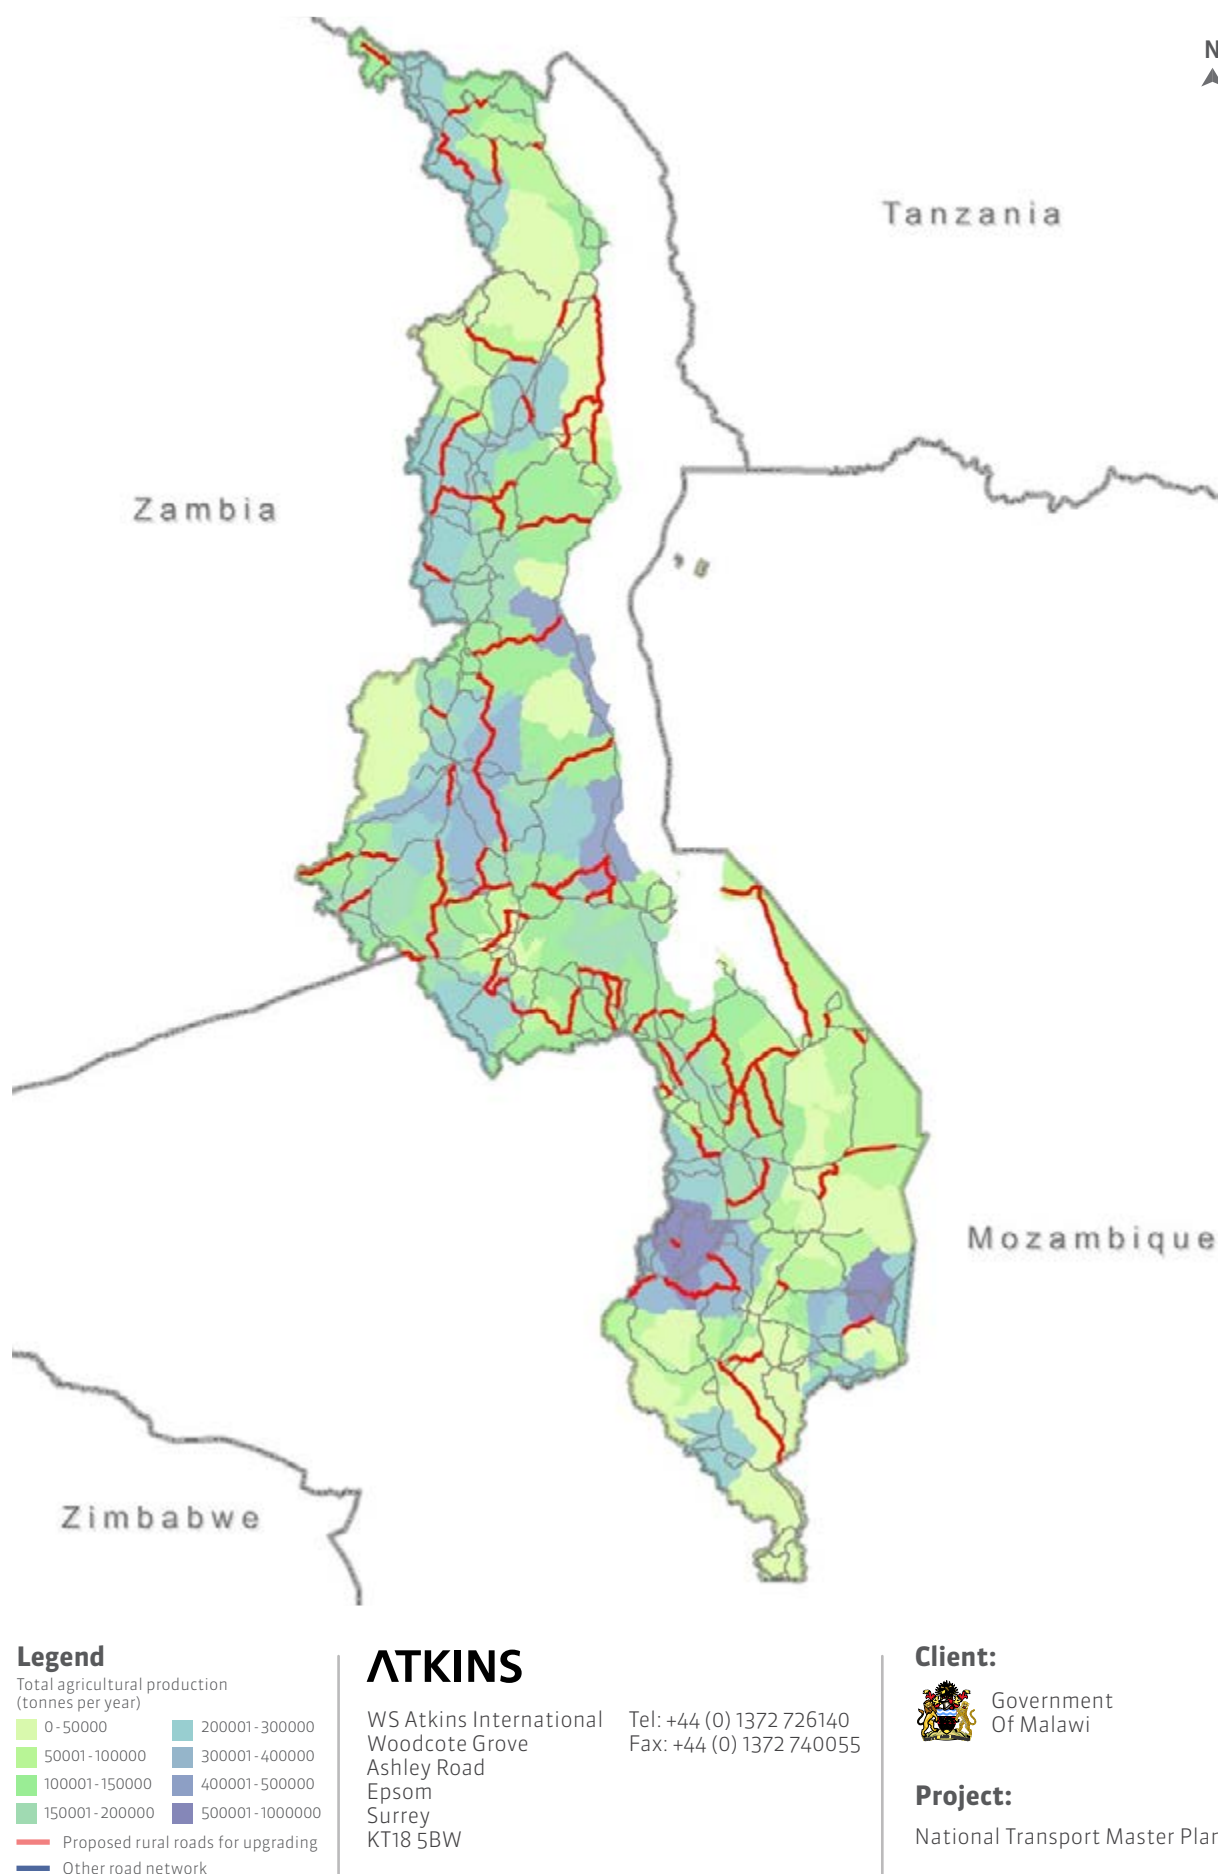 N
Tanzania
Zambia
Mozambique
Zimbabwe
Legend
Total agricultural production
(tonnes per year)
0-50000
50001-100000
100001-150000
150001-200000
200001-300000
300001-400000
400001-500000
500001-1000000
Proposed rural roads for upgrading
Other road network
ATKINS
WS Atkins International
Woodcote Grove
Ashley Road
Epsom
Surrey
KT18 5BW
Tel: +44 (0) 1372 726140
Fax: +44 (0) 1372 740055
Client:
Government
Of Malawi
Project:
National Transport Master Plan